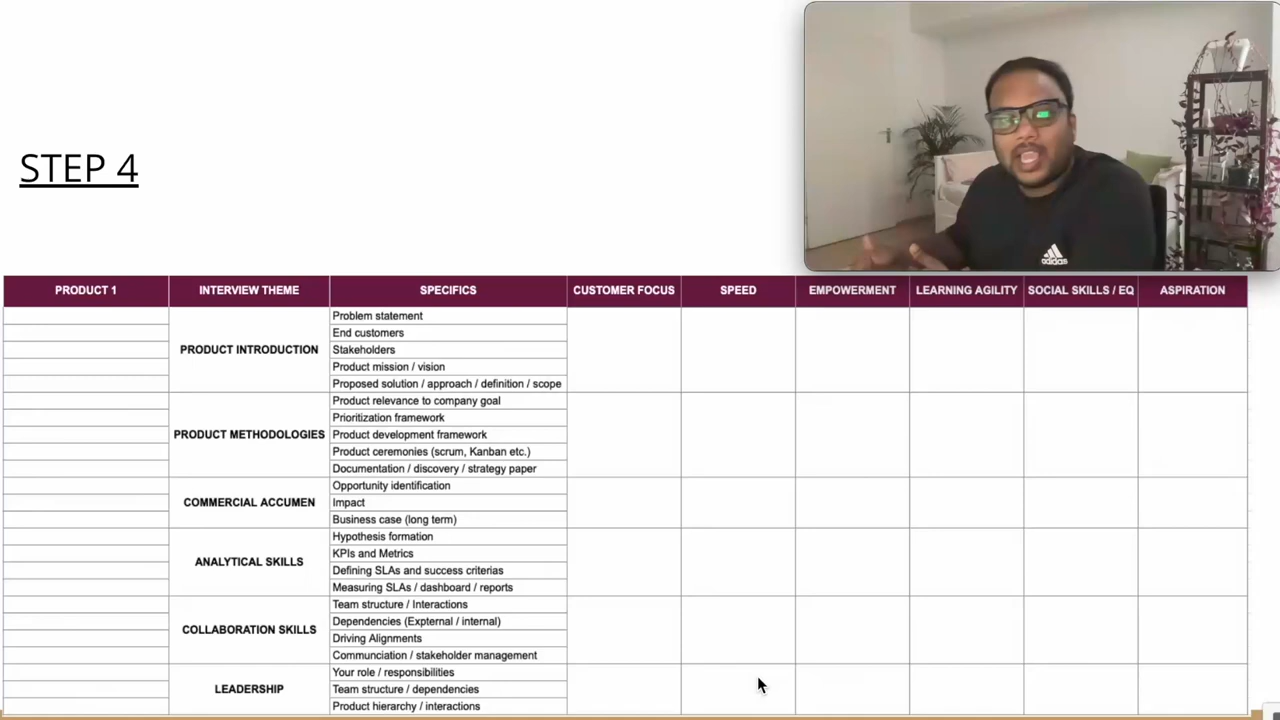 STEP 4
adidas
PRODUCT 1 INTERVIEW THEME SPECIFICS CUSTOMER FOCUS SPEED EMPOWERMENT LEARNING AGILITY SOCIAL SKILLS / EQ ASPIRATION
PRODUCT INTRODUCTION
Problem statement
End customers
Stakeholders
Product mission / vision
Proposed solution / approach / definition / scope
PRODUCT METHODOLOGIES
Product relevance to company goal
Prioritization framework
Product development framework
Product ceremonies (scrum, Kanban etc.)
Documentation / discovery / strategy paper
COMMERCIAL ACCUMEN
Opportunity identification
Impact
Business case (long term)
ANALYTICAL SKILLS
Hypothesis formation
KPIs and Metrics
Defining SLAs and success criterias
Measuring SLAs / dashboard / reports
COLLABORATION SKILLS
Team structure / Interactions
Dependencies (Expternal / internal)
Driving Alignments
Communciation / stakeholder management
LEADERSHIP
Your role / responsibilities
Team structure / dependencies
Product hierarchy / interactions